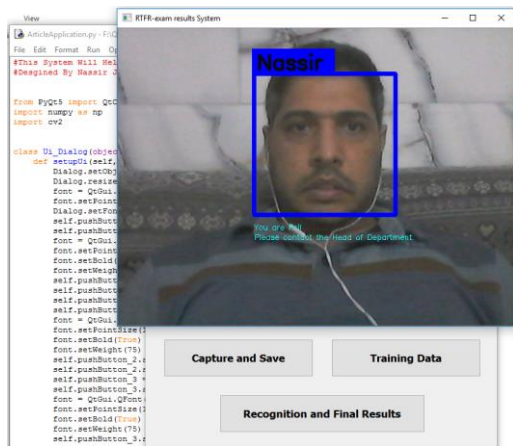 View
ArticleApplication.py - E:\Q
File Edit Format Run Op
#This System Will Hel
#Desgined By Nassir J
from PyQt5 import QtC
import numpy as np
import cv2
class Ui_Dialog(objec
def setupUi(self,
Dialog.setObj
Dialog.resize
font = QtGui.
font.setPoint
Dialog.setFon
self.pushButt
self.pushButt
font = QtGui.
font.setPoint
font.setBold(
font.setWeigh
self.pushButt
self.pushButt
self.pushButt
self.pushButt
font = QtGui.
font.setPointSize(1
font.setBold(True)
font.setWeight(75)
self.pushButton_2.s
self.pushButton_2.s
self.pushButton_3 =
self.pushButton_3.s
font = QtGui.QFont(
font.setPointSize(1
font.setBold(True)
font.setWeight(75)
self.pushButton_3.s
RTFR-exam results System
Nassir
You are Fail
Please contact the Head of Department
Capture and Save
Training Data
Recognition and Final Results